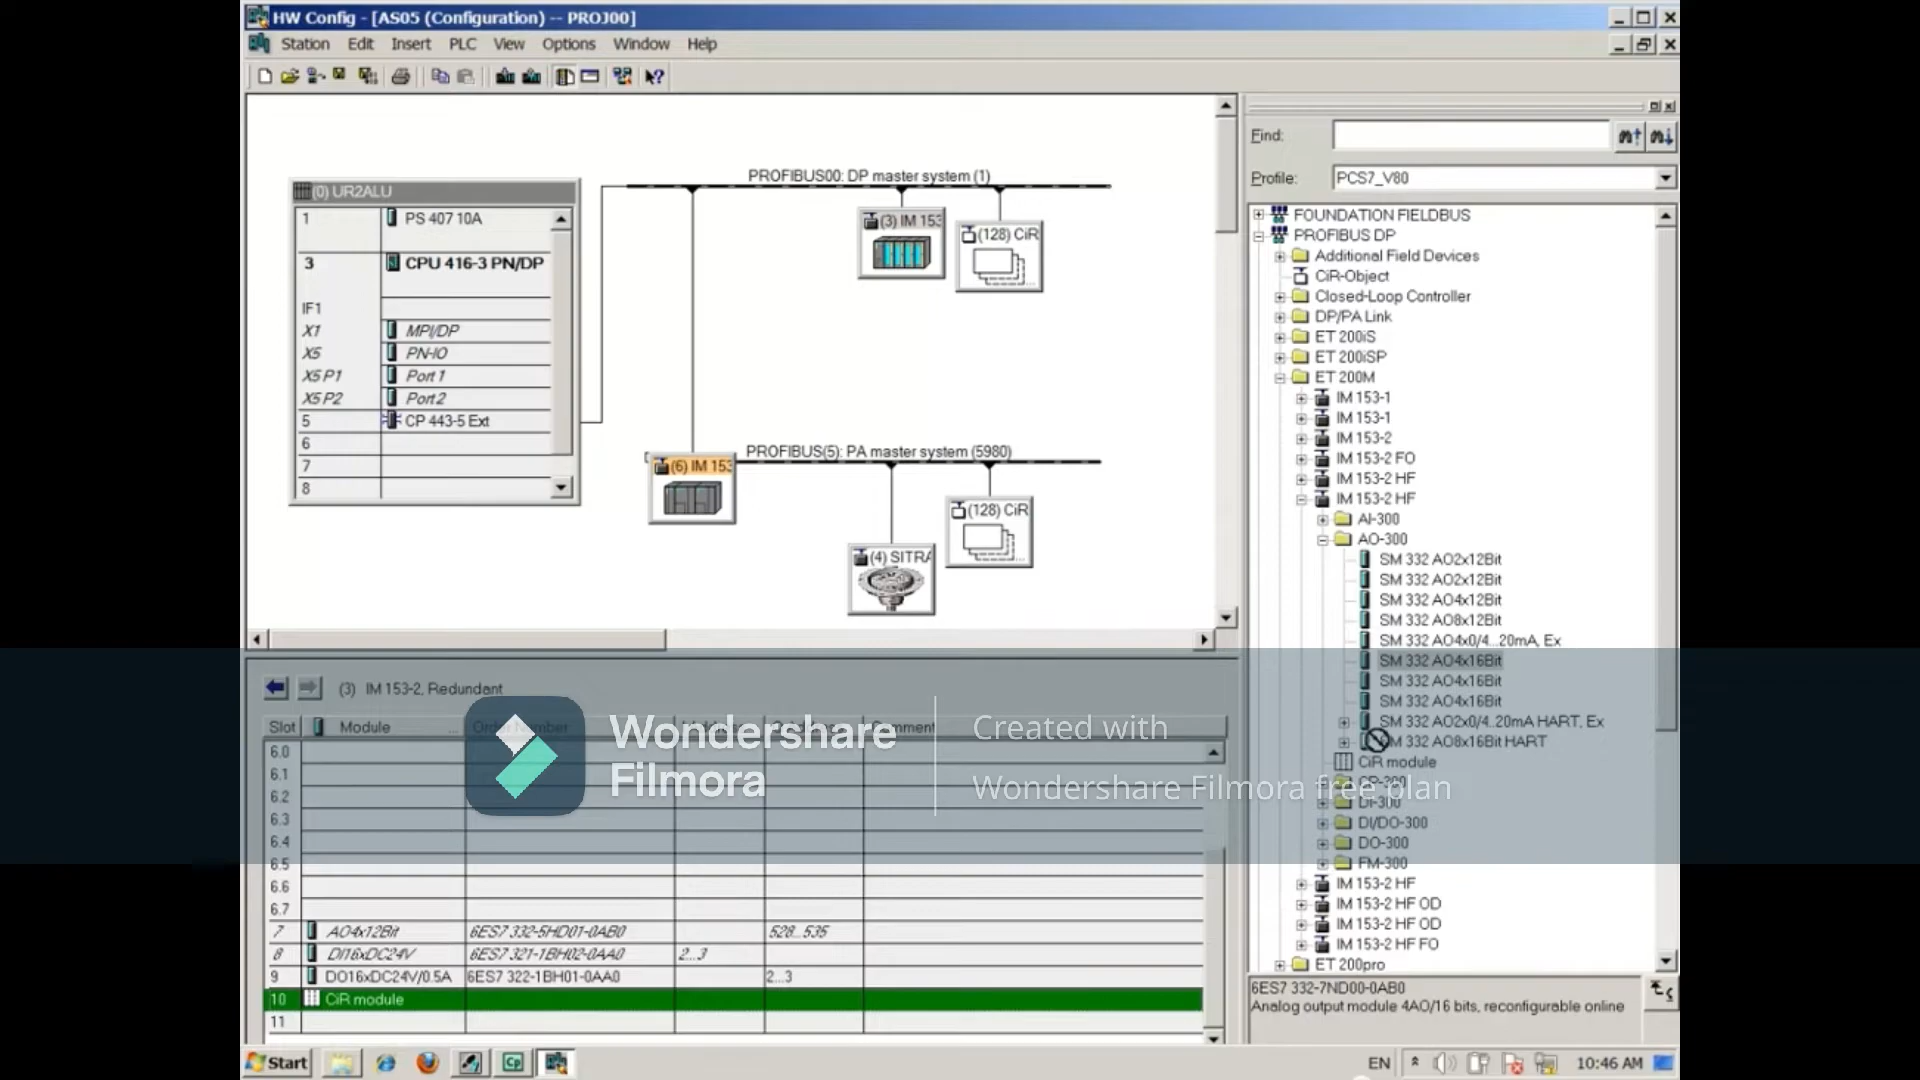 HW Config - [AS05 (Configuration) -- PROJ00]
Station Edit Insert PLC View Options Window Help
(0) UR2ALU
1 PS 407 10A
3 CPU 416-3 PN/DP
IF1
X1 MPI/DP
X5 PN-IO
X5 P1 Port 1
X5 P2 Port 2
5 CP 443-5 Ext
6
7
8
PROFIBUS00: DP master system (1)
(3) IM 153
(128) CiR
...
PROFIBUS(5): PA master system (5980)
(6) IM 153
(128) CiR
...
(4) SITRA
Find:
Profile: PCS7_V80
FOUNDATION FIELDBUS
PROFIBUS DP
Additional Field Devices
CiR-Object
Closed-Loop Controller
DP/PA Link
ET 200iS
ET 200iSP
ET 200M
IM 153-1
IM 153-1
IM 153-2
IM 153-2 FO
IM 153-2 HF
IM 153-2 HF
AI-300
AO-300
SM 332 AO2x12Bit
SM 332 AO2x12Bit
SM 332 AO4x12Bit
SM 332 AO8x12Bit
SM 332 AO4x0/4...20mA, Ex
SM 332 AO4x16Bit
SM 332 AO4x16Bit
SM 332 AO4x16Bit
SM 332 AO2x0/4..20mA HART, Ex
SM 332 AO8x16Bit HART
CiR module
CP-300
DI-300
DI/DO-300
DO-300
FM-300
IM 153-2 HF
IM 153-2 HF OD
IM 153-2 HF OD
IM 153-2 HF FO
ET 200pro
6ES7 332-7ND00-0AB0
Analog output module 4AO/16 bits, reconfigurable online
(3) IM 153-2, Redundant
Slot Module ... Order Number Comment
6.0
6.1
6.2
6.3
6.4
6.5
6.6
6.7
7 AO4x12Bit 6ES7 332-5HD01-0AB0 528...535
8 DI16xDC24V 6ES7 321-1BH02-0AA0 2...3
9 DO16xDC24V/0.5A 6ES7 322-1BH01-0AA0 2...3
10 CiR module
11
Wondershare
Filmora
Created with
Wondershare Filmora free plan
Start
Cp
EN
10:46 AM